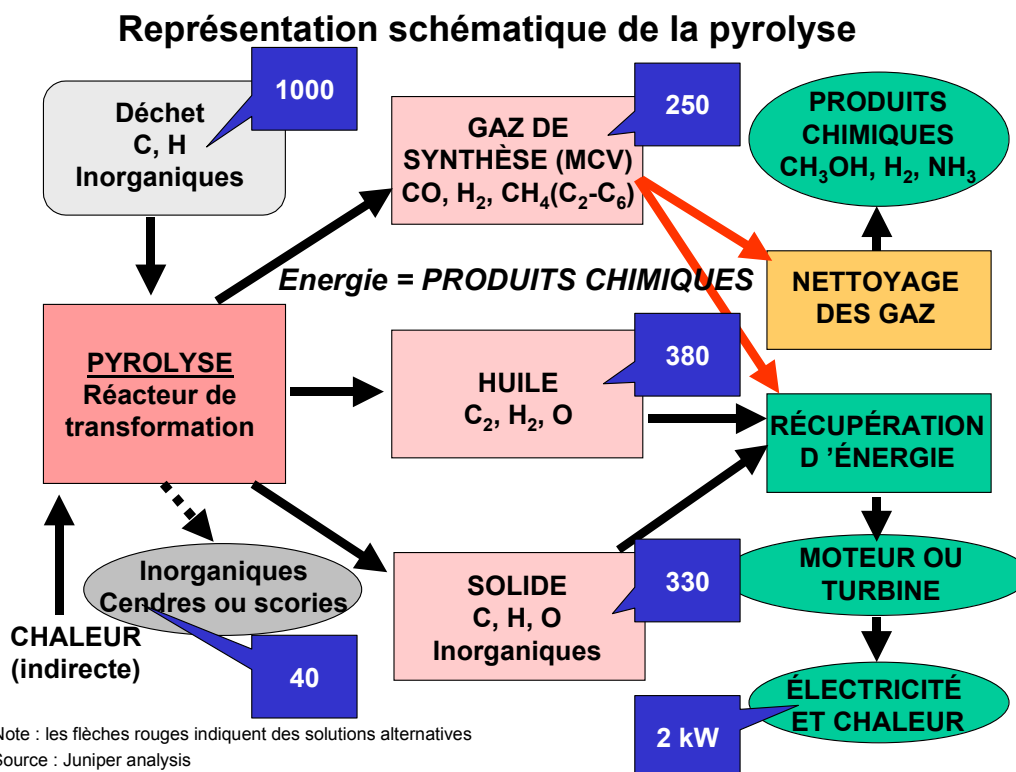 Représentation schématique de la pyrolyse
1000
Déchet
C, H
Inorganiques
GAZ DE
SYNTHÈSE (MCV)
CO, H₂, CH₄(C₂-C₆)
250
PRODUITS
CHIMIQUES
CH₃OH, H₂, NH₃
Energie = PRODUITS CHIMIQUES
NETTOYAGE
DES GAZ
PYROLYSE
Réacteur de
transformation
HUILE
C₂, H₂, O
380
RÉCUPÉRATION
D ’ÉNERGIE
Inorganiques
Cendres ou scories
40
CHALEUR
(indirecte)
SOLIDE
C, H, O
Inorganiques
330
MOTEUR OU
TURBINE
2 kW
ÉLECTRICITÉ
ET CHALEUR
Note : les flèches rouges indiquent des solutions alternatives
Source : Juniper analysis